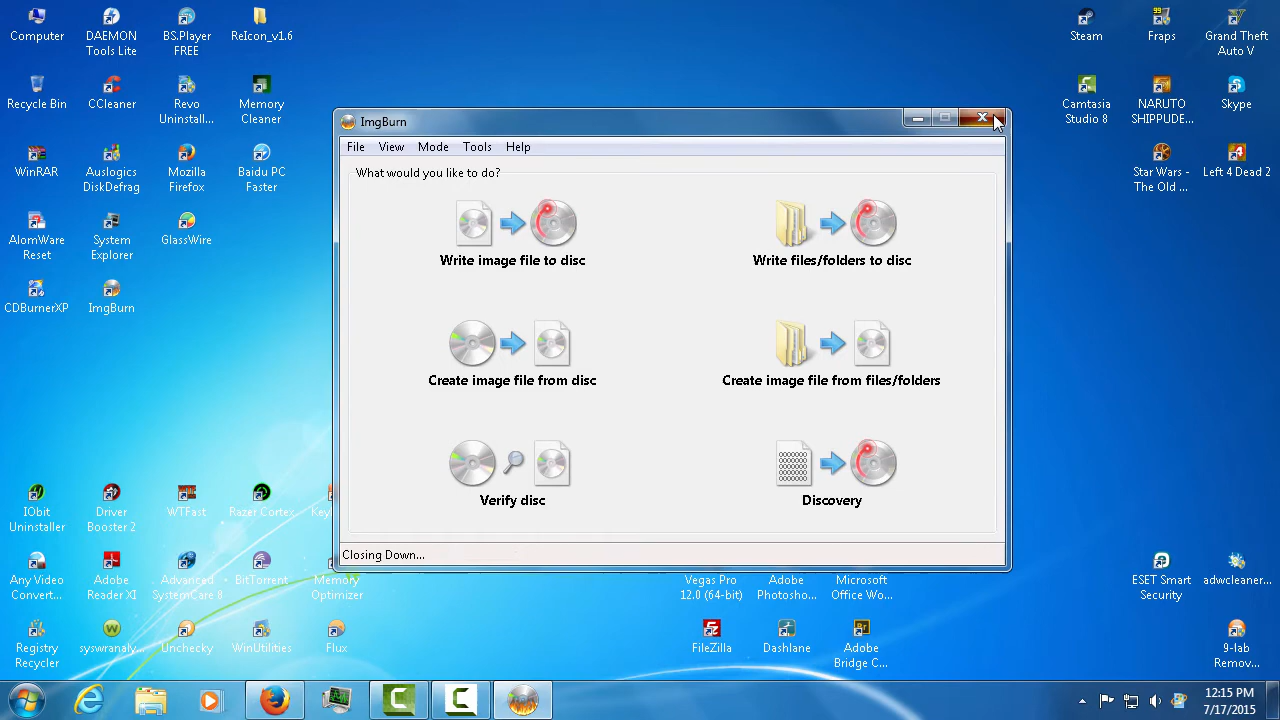 Computer
DAEMON
Tools Lite
BS.Player
FREE
ReIcon_v1.6
Steam
99
Fraps
Grand Theft
Auto V
Recycle Bin
CCleaner
Revo
Uninstall...
Memory
Cleaner
Camtasia
Studio 8
NARUTO
SHIPPUDE...
Skype
WinRAR
Auslogics
DiskDefrag
Mozilla
Firefox
Baidu PC
Faster
Star Wars -
The Old ...
Left 4 Dead 2
AlomWare
Reset
System
Explorer
GlassWire
CDBurnerXP
ImgBurn
ImgBurn
File View Mode Tools Help
What would you like to do?
Write image file to disc
Write files/folders to disc
Create image file from disc
Create image file from files/folders
Verify disc
Discovery
Closing Down...
IObit
Uninstaller
Driver
Booster 2
WTFast
Razer Cortex
Any Video
Convert...
Adobe
Reader XI
Advanced
SystemCare 8
BitTorrent
Memory
Optimizer
Vegas Pro
12.0 (64-bit)
Adobe
Photosho...
Microsoft
Office Wo...
ESET Smart
Security
adwcleaner...
Registry
Recycler
syswranaly...
Unchecky
WinUtilities
Flux
FileZilla
Dashlane
Br
Adobe
Bridge C...
9-lab
Remov...
12:15 PM
7/17/2015